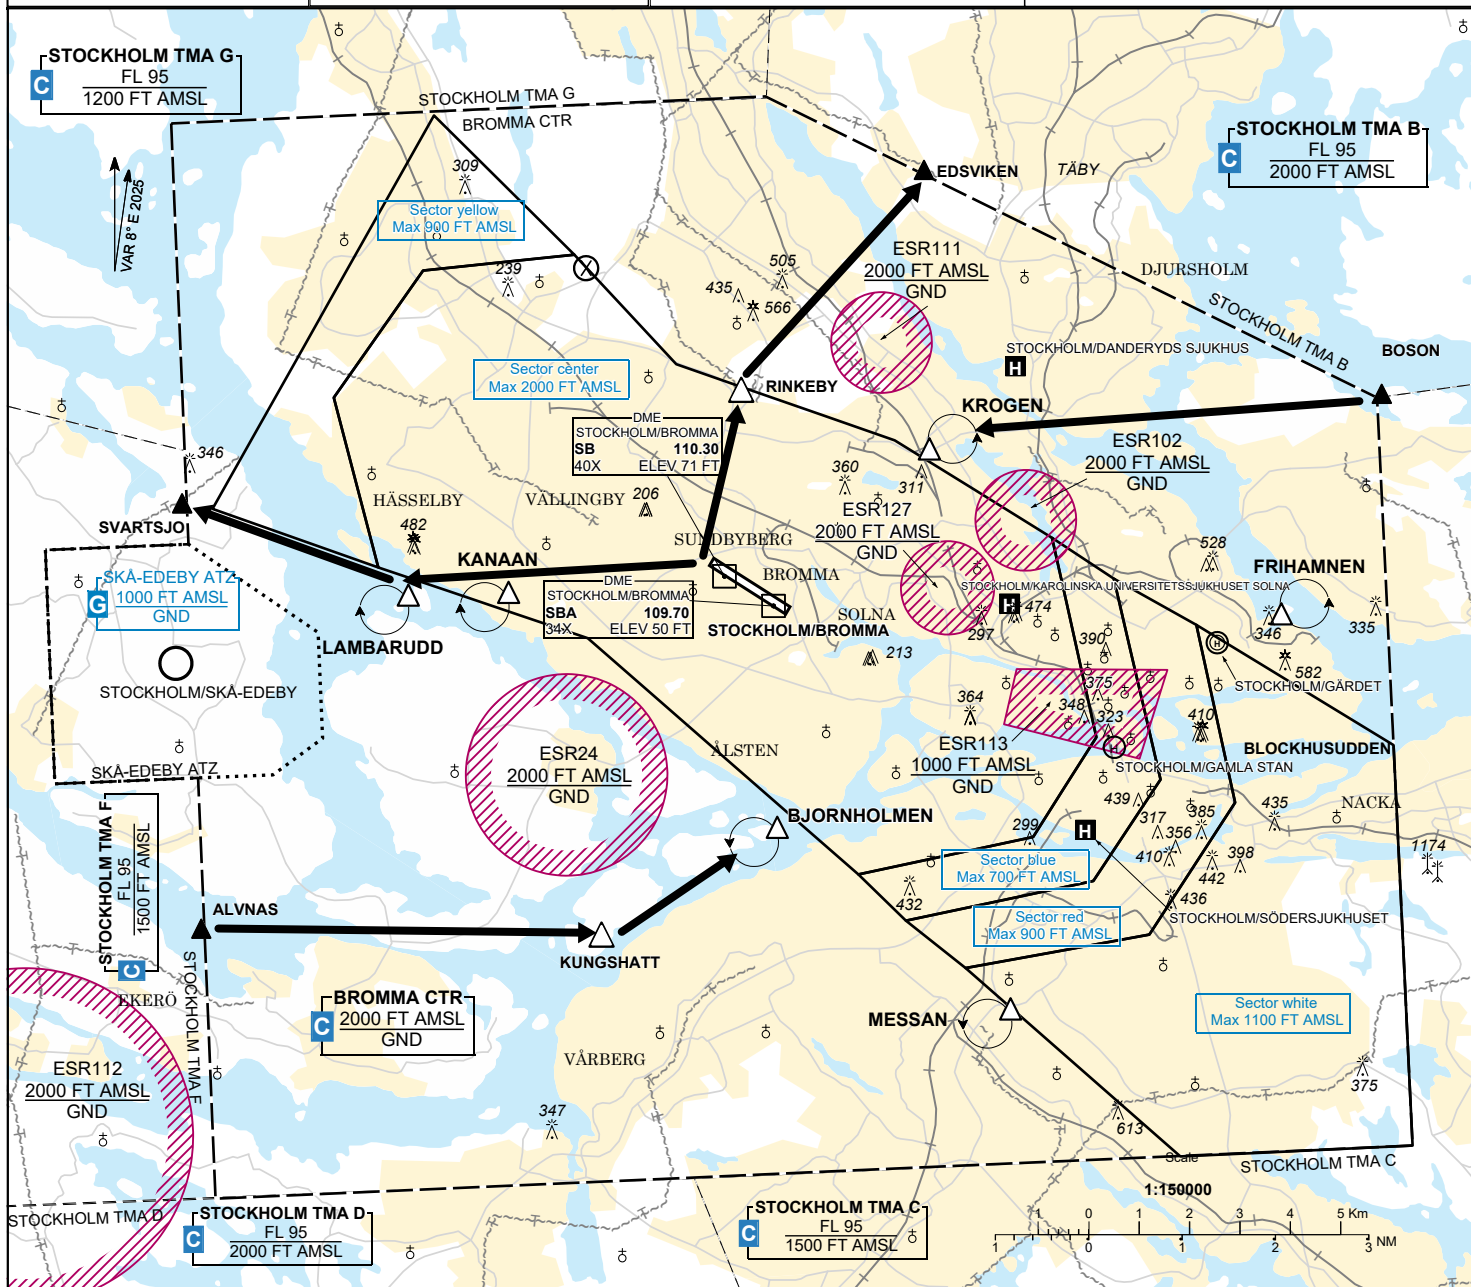 STOCKHOLM TMA G
C
FL 95
1200 FT AMSL
STOCKHOLM TMA G
BROMMA CTR
STOCKHOLM TMA B
C
FL 95
2000 FT AMSL
VAR 8° E 2025
309
Sector yellow
Max 900 FT AMSL
EDSVIKEN
TÄBY
239
505
435
566
ESR111
2000 FT AMSL
GND
DJURSHOLM
STOCKHOLM TMA B
STOCKHOLM/DANDERYDS SJUKHUS
H
BOSON
Sector center
Max 2000 FT AMSL
RINKEBY
KROGEN
DME
STOCKHOLM/BROMMA
SB 110.30
40X ELEV 71 FT
346
360
311
ESR102
2000 FT AMSL
GND
HÄSSELBY
VÄLLINGBY
206
ESR127
2000 FT AMSL
GND
SVARTSJO
482
SUNDBYBERG
528
KANAAN
BROMMA
FRIHAMNEN
SKÅ-EDEBY ATZ
G
1000 FT AMSL
GND
DME
STOCKHOLM/BROMMA
SBA 109.70
34X ELEV 50 FT
STOCKHOLM/KAROLINSKA UNIVERSITETSSJUKHUSET SOLNA
H
474
SOLNA
297
346
335
STOCKHOLM/BROMMA
LAMBARUDD
213
390
H
582
STOCKHOLM/GÄRDET
STOCKHOLM/SKÅ-EDEBY
375
364
348
323
410
ESR24
2000 FT AMSL
GND
ÅLSTEN
ESR113
1000 FT AMSL
GND
H
BLOCKHUSUDDEN
STOCKHOLM/GAMLA STAN
SKÅ-EDEBY ATZ
STOCKHOLM TMA F
FL 95
1500 FT AMSL
C
439
385
435
NACKA
BJORNHOLMEN
299
H
317
356
410
398
442
1174
Sector blue
Max 700 FT AMSL
432
436
ALVNAS
Sector red
Max 900 FT AMSL
STOCKHOLM/SÖDERSJUKHUSET
KUNGSHATT
STOCKHOLM TMA F
EKERÖ
BROMMA CTR
C
2000 FT AMSL
GND
MESSAN
Sector white
Max 1100 FT AMSL
VÅRBERG
ESR112
2000 FT AMSL
GND
375
347
613
Scale
STOCKHOLM TMA C
1:150000
STOCKHOLM TMA D
STOCKHOLM TMA D
C
FL 95
2000 FT AMSL
STOCKHOLM TMA C
C
FL 95
1500 FT AMSL
1 0 1 2 3 4 5 Km
1 0 1 2 3 NM